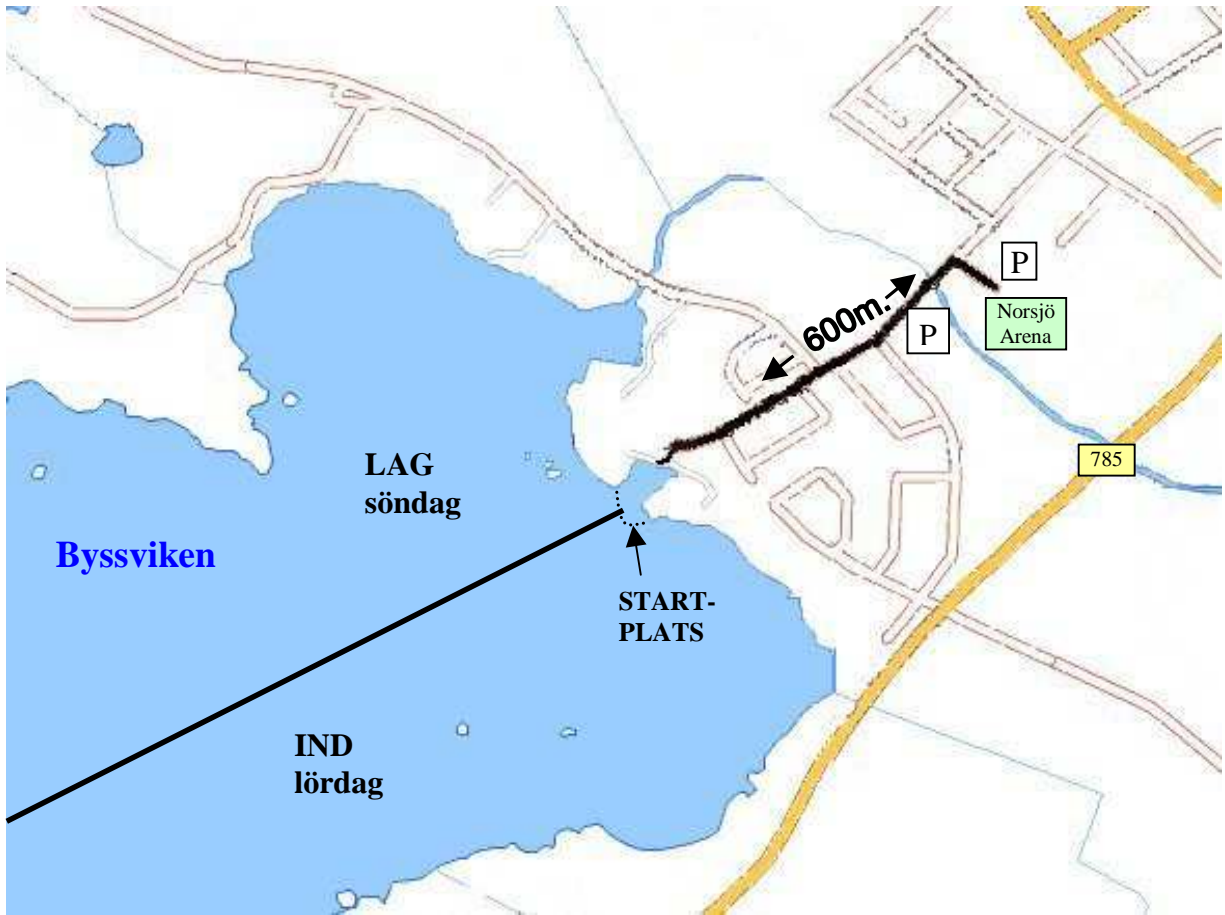 P
600m.
Norsjö
Arena
P
LAG
söndag
785
Byssviken
START-
PLATS
IND
lördag